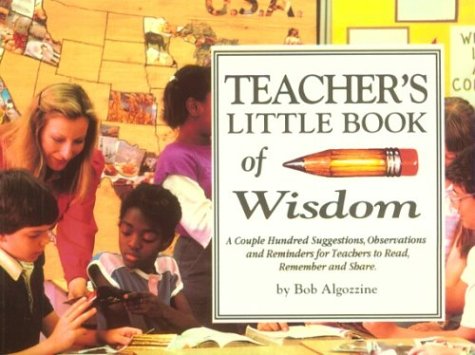 TEACHER'S
LITTLE BOOK
of
Wisdom
A Couple Hundred Suggestions, Observations
and Reminders for Teachers to Read,
Remember and Share.
by Bob Algozzine